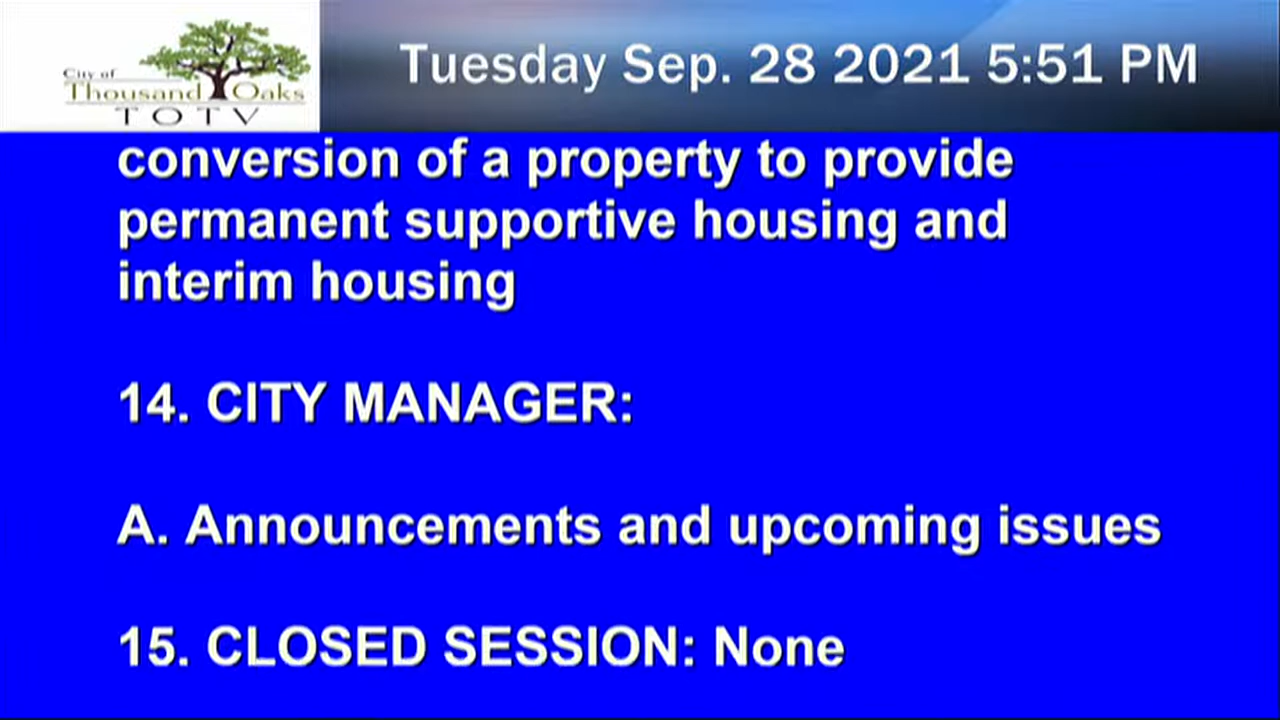 City of
Thousand Oaks
TOTV
Tuesday Sep. 28 2021 5:51 PM
conversion of a property to provide
permanent supportive housing and
interim housing
14. CITY MANAGER:
A. Announcements and upcoming issues
15. CLOSED SESSION: None